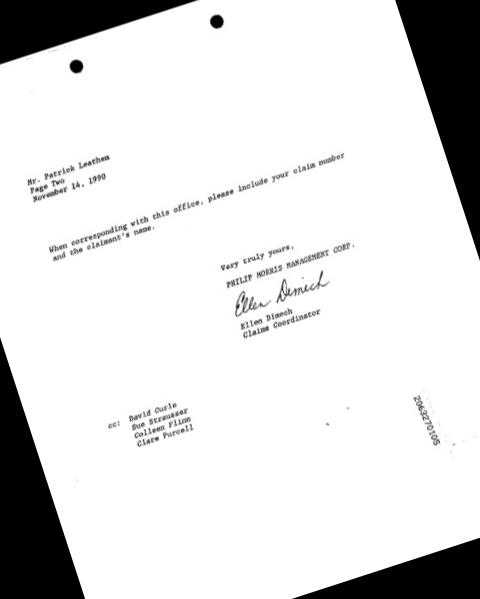 Mr. Patrick Leathem
Page Two
November 14, 1990
When corresponding with this office, please include your claim number
and the claimant's name.
Very truly yours,
PHILIP MORRIS MANAGEMENT CORP.
Ellen Dimech
Ellen Dimech
Claims Coordinator
cc: David Curle
Sue Strausser
Colleen Flinn
Clare Purcell
2063270105